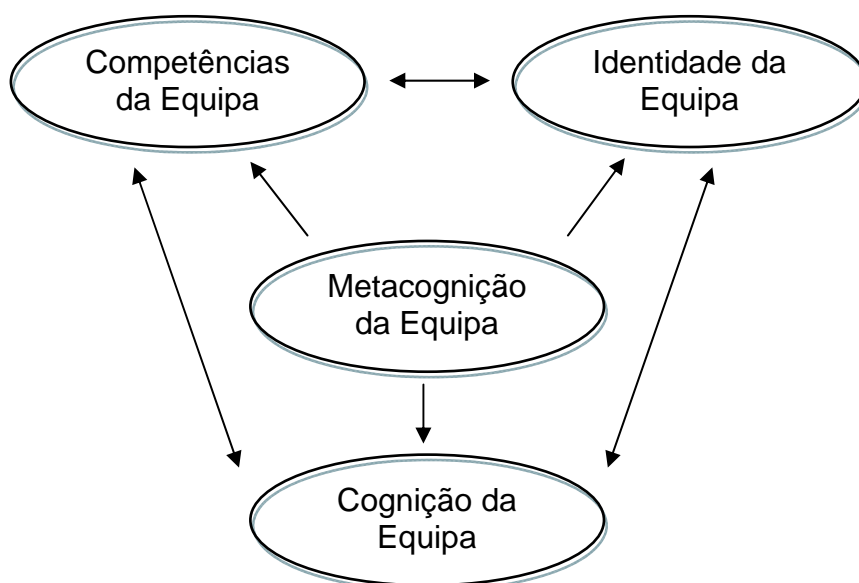 Competências
da Equipa
Identidade da
Equipa
Metacognição
da Equipa
Cognição da
Equipa